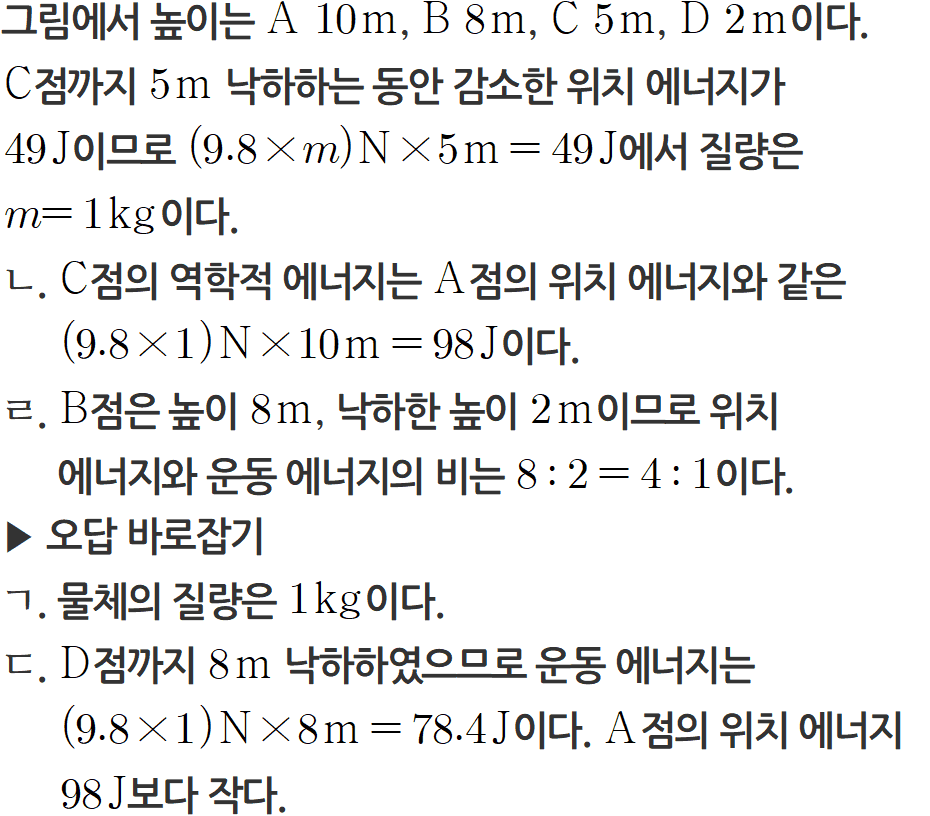 그림에서 높이는 A 10m, B 8m, C 5m, D 2m이다.
C점까지 5m 낙하하는 동안 감소한 위치 에너지가
49J이므로 (9.8×m)N×5m=49J에서 질량은
m=1kg이다.
ㄴ. C점의 역학적 에너지는 A점의 위치 에너지와 같은
(9.8×1)N×10m=98J이다.
ㄹ. B점은 높이 8m, 낙하한 높이 2m이므로 위치
에너지와 운동 에너지의 비는 8:2=4:1이다.
▶ 오답 바로잡기
ㄱ. 물체의 질량은 1kg이다.
ㄷ. D점까지 8m 낙하하였으므로 운동 에너지는
(9.8×1)N×8m=78.4J이다. A점의 위치 에너지
98J보다 작다.